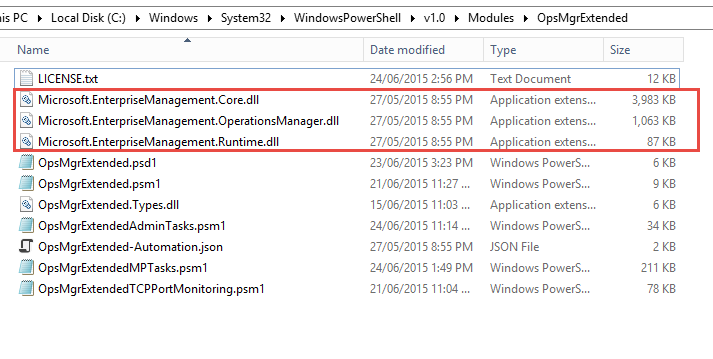 his PC Local Disk (C:) Windows System32 WindowsPowerShell v1.0 Modules OpsMgrExtended
Name Date modified Type Size
LICENSE.txt 24/06/2015 2:56 PM Text Document 12 KB
Microsoft.EnterpriseManagement.Core.dll 27/05/2015 8:55 PM Application extens... 3,983 KB
Microsoft.EnterpriseManagement.OperationsManager.dll 27/05/2015 8:55 PM Application extens... 1,063 KB
Microsoft.EnterpriseManagement.Runtime.dll 27/05/2015 8:55 PM Application extens... 87 KB
OpsMgrExtended.psd1 23/06/2015 3:23 PM Windows PowerS... 6 KB
OpsMgrExtended.psm1 21/06/2015 11:27 ... Windows PowerS... 9 KB
OpsMgrExtended.Types.dll 15/06/2015 11:03 ... Application extens... 6 KB
OpsMgrExtendedAdminTasks.psm1 24/06/2015 11:14 ... Windows PowerS... 34 KB
OpsMgrExtended-Automation.json 27/05/2015 8:55 PM JSON File 2 KB
OpsMgrExtendedMPTasks.psm1 24/06/2015 1:49 PM Windows PowerS... 211 KB
OpsMgrExtendedTCPPortMonitoring.psm1 21/06/2015 11:04 ... Windows PowerS... 78 KB